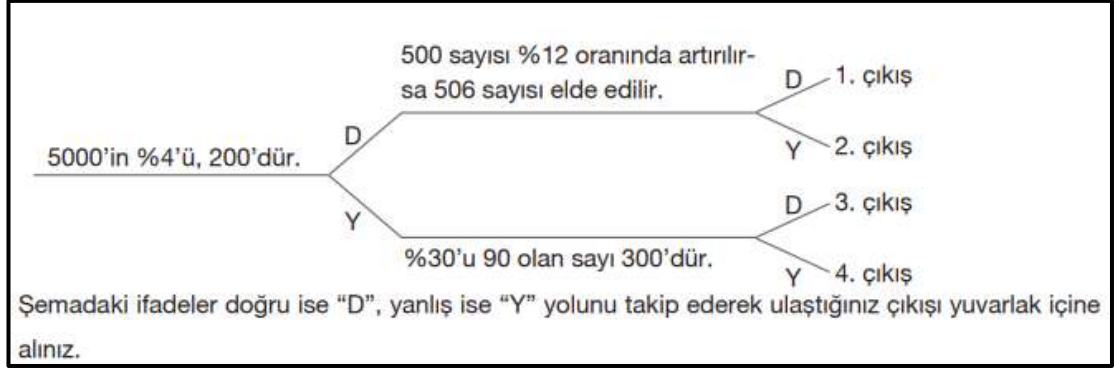 500 sayısı %12 oranında artırılır-
sa 506 sayısı elde edilir.
D
1. çıkış
Y
2. çıkış
5000'in %4'ü, 200'dür.
D
Y
D
3. çıkış
Y
4. çıkış
%30'u 90 olan sayı 300'dür.
Şemadaki ifadeler doğru ise “D”, yanlış ise “Y” yolunu takip ederek ulaştığınız çıkışı yuvarlak içine
alınız.